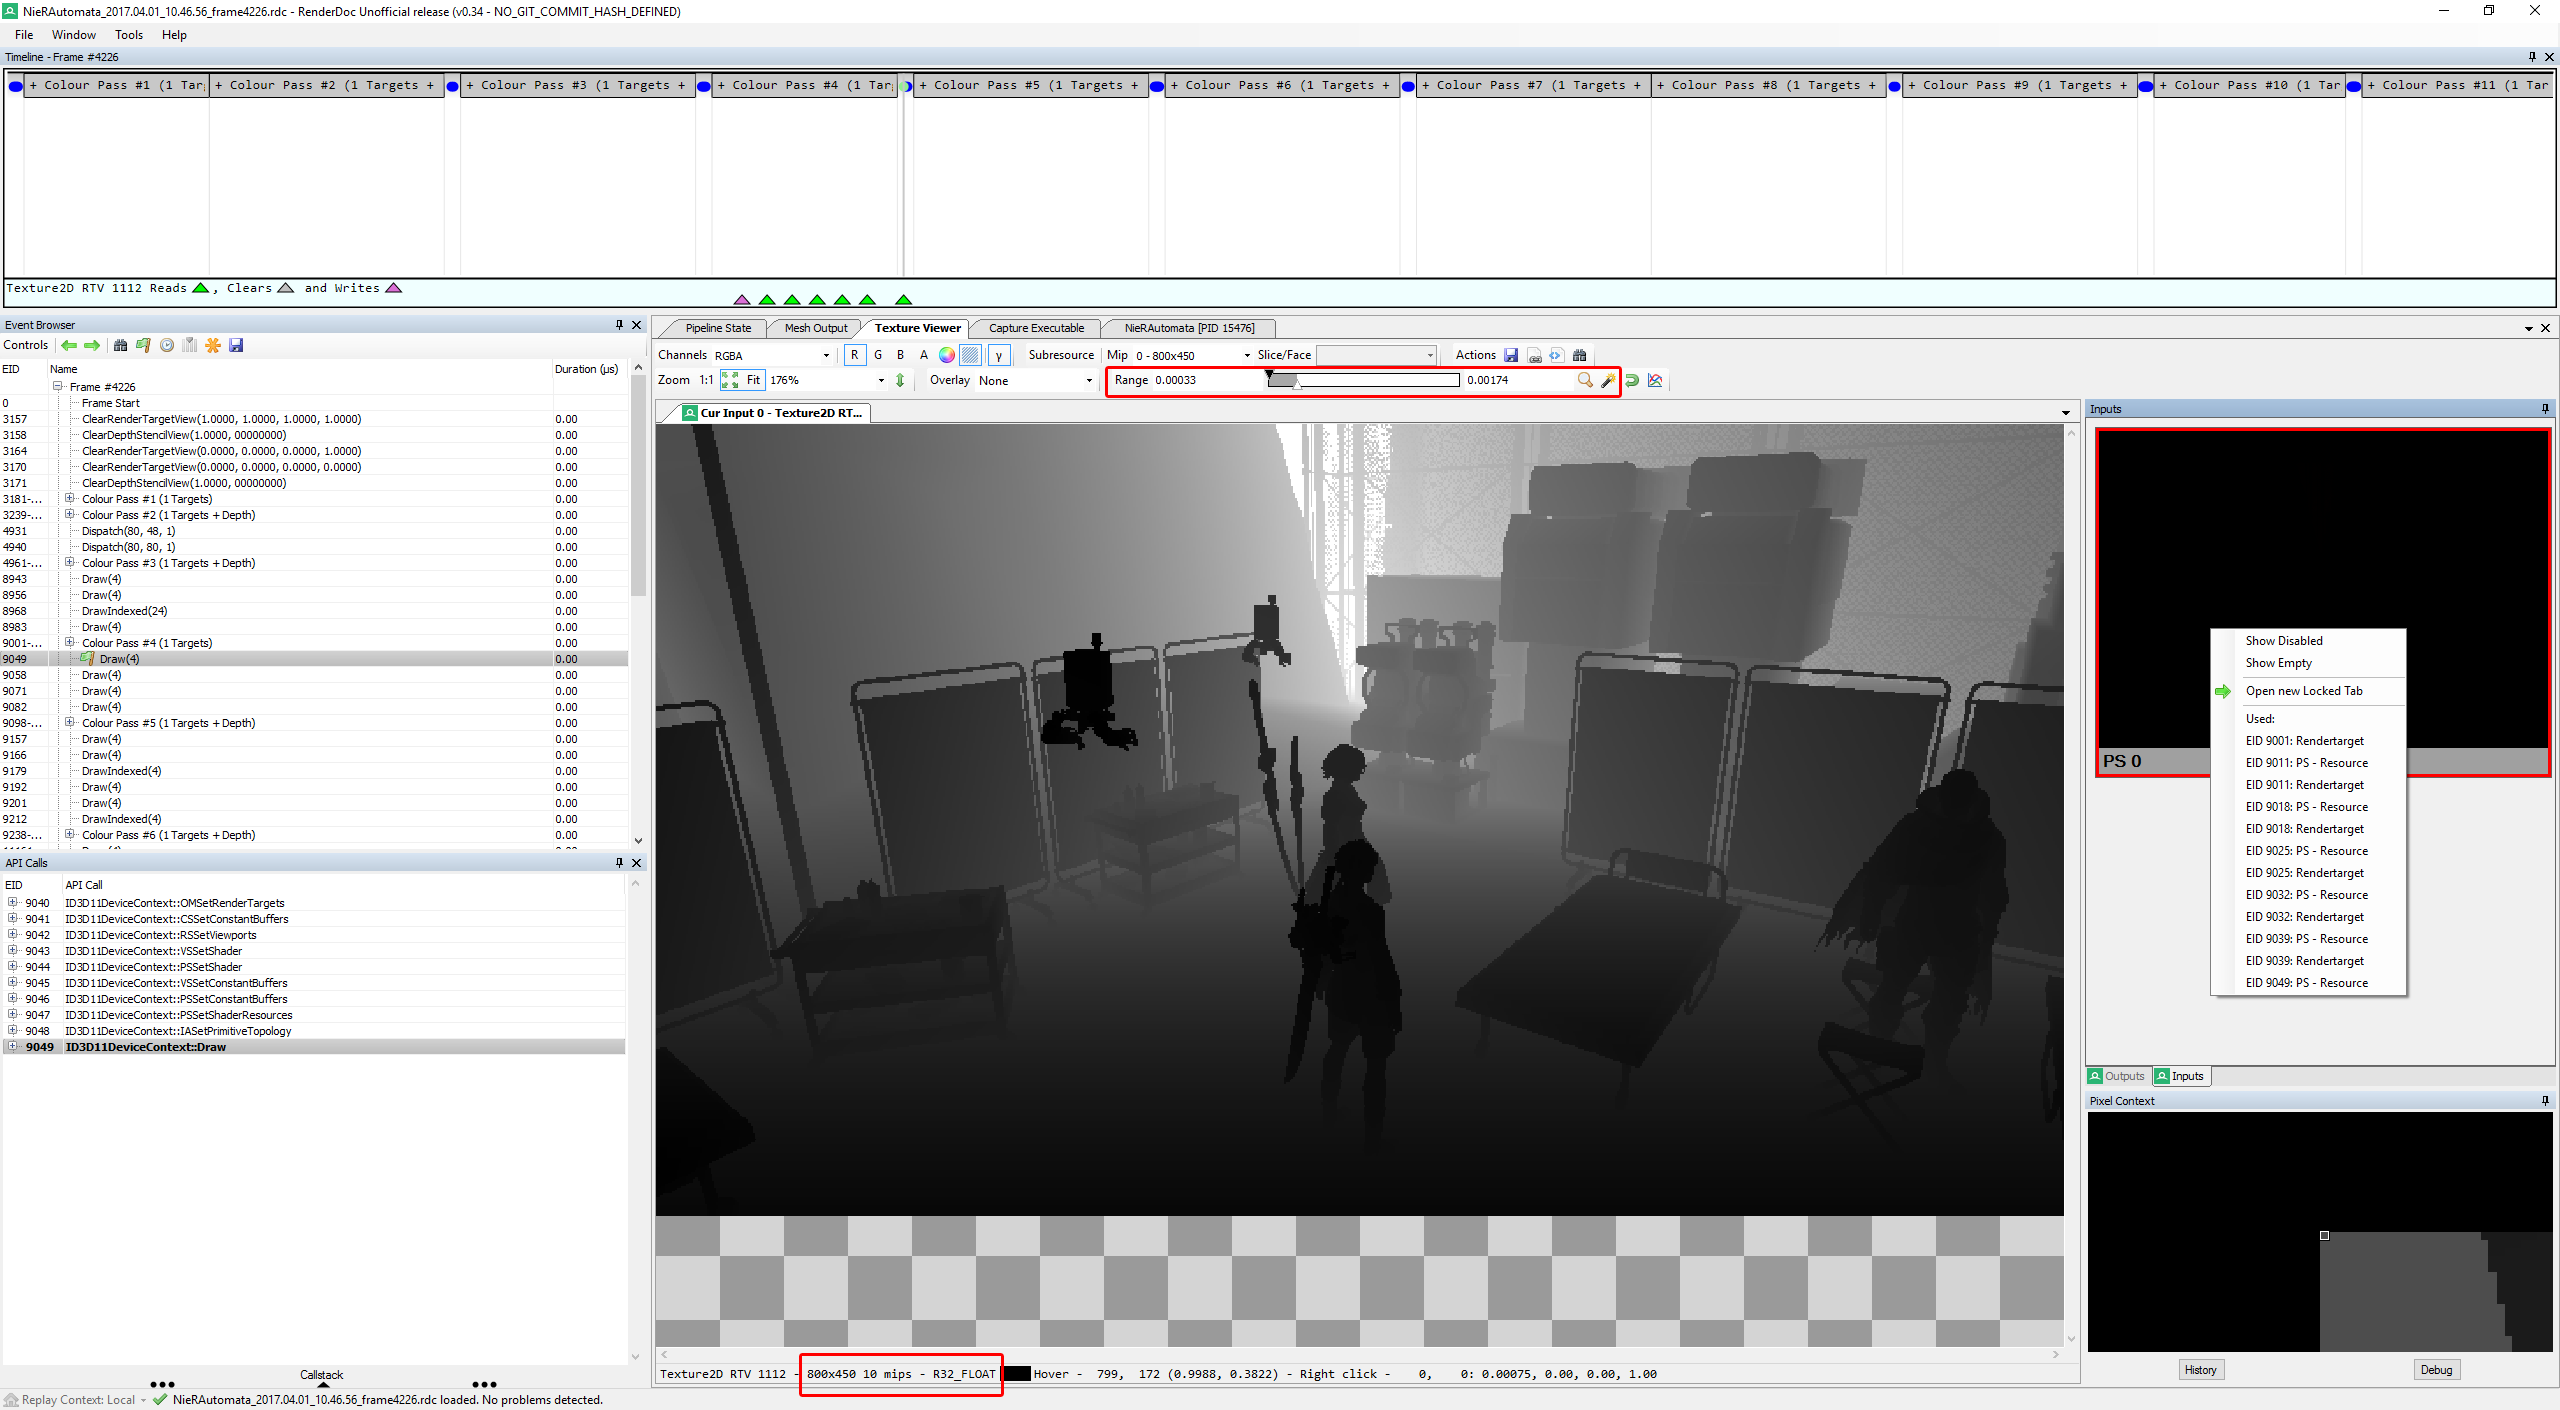 NieRAutomata_2017.04.01_10.46.56_frame4226.rdc - RenderDoc Unofficial release (v0.34 - NO_GIT_COMMIT_HASH_DEFINED)
File Window Tools Help
Timeline - Frame #4226
+ Colour Pass #1 (1 Tar + Colour Pass #2 (1 Targets + + Colour Pass #3 (1 Targets + + Colour Pass #4 (1 Tar + Colour Pass #5 (1 Targets + + Colour Pass #6 (1 Targets + + Colour Pass #7 (1 Targets + + Colour Pass #8 (1 Targets + + Colour Pass #9 (1 Targets + + Colour Pass #10 (1 Tar + Colour Pass #11 (1 Tar
Texture2D RTV 1112 Reads , Clears and Writes
Event Browser
Controls
EID Name Duration (µs)
Frame #4226
0 Frame Start
3157 ClearRenderTargetView(1.0000, 1.0000, 1.0000, 1.0000) 0.00
3158 ClearDepthStencilView(1.0000, 00000000) 0.00
3164 ClearRenderTargetView(0.0000, 0.0000, 0.0000, 1.0000) 0.00
3170 ClearRenderTargetView(0.0000, 0.0000, 0.0000, 0.0000) 0.00
3171 ClearDepthStencilView(1.0000, 00000000) 0.00
3181-... Colour Pass #1 (1 Targets) 0.00
3239-... Colour Pass #2 (1 Targets + Depth) 0.00
4931 Dispatch(80, 48, 1) 0.00
4940 Dispatch(80, 80, 1) 0.00
4961-... Colour Pass #3 (1 Targets + Depth) 0.00
8943 Draw(4) 0.00
8956 Draw(4) 0.00
8968 DrawIndexed(24) 0.00
8983 Draw(4) 0.00
9001-... Colour Pass #4 (1 Targets) 0.00
9049 Draw(4) 0.00
9058 Draw(4) 0.00
9071 Draw(4) 0.00
9082 Draw(4) 0.00
9098-... Colour Pass #5 (1 Targets + Depth) 0.00
9157 Draw(4) 0.00
9166 Draw(4) 0.00
9179 DrawIndexed(4) 0.00
9192 Draw(4) 0.00
9201 Draw(4) 0.00
9212 DrawIndexed(4) 0.00
9238-... Colour Pass #6 (1 Targets + Depth) 0.00
API Calls
EID API Call
9040 ID3D11DeviceContext::OMSetRenderTargets
9041 ID3D11DeviceContext::CSSetConstantBuffers
9042 ID3D11DeviceContext::RSSetViewports
9043 ID3D11DeviceContext::VSSetShader
9044 ID3D11DeviceContext::PSSetShader
9045 ID3D11DeviceContext::VSSetConstantBuffers
9046 ID3D11DeviceContext::PSSetConstantBuffers
9047 ID3D11DeviceContext::PSSetShaderResources
9048 ID3D11DeviceContext::IASetPrimitiveTopology
9049 ID3D11DeviceContext::Draw
Callstack
Pipeline State Mesh Output Texture Viewer Capture Executable NieRAutomata [PID 15476]
Channels RGBA R G B A γ Subresource Mip 0 - 800x450 Slice/Face Actions
Zoom 1:1 Fit 176% Overlay None Range 0.00033 0.00174
Cur Input 0 - Texture2D RT...
Texture2D RTV 1112 - 800x450 10 mips - R32_FLOAT Hover - 799, 172 (0.9988, 0.3822) - Right click - 0, 0: 0.00075, 0.00, 0.00, 1.00
Inputs
PS 0
Show Disabled
Show Empty
Open new Locked Tab
Used:
EID 9001: Rendertarget
EID 9011: PS - Resource
EID 9011: Rendertarget
EID 9018: PS - Resource
EID 9018: Rendertarget
EID 9025: PS - Resource
EID 9025: Rendertarget
EID 9032: PS - Resource
EID 9032: Rendertarget
EID 9039: PS - Resource
EID 9039: Rendertarget
EID 9049: PS - Resource
Outputs Inputs
Pixel Context
History Debug
Replay Context: Local NieRAutomata_2017.04.01_10.46.56_frame4226.rdc loaded. No problems detected.